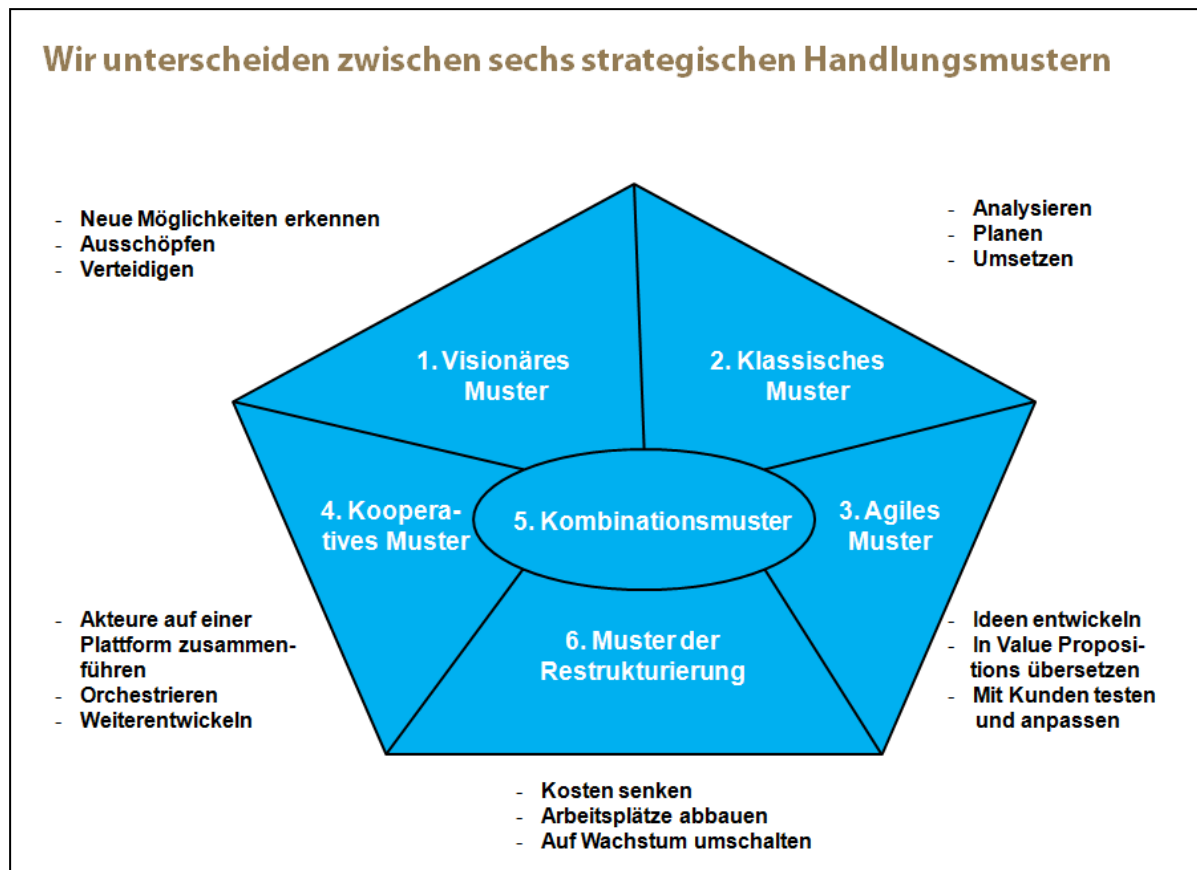 Wir unterscheiden zwischen sechs strategischen Handlungsmustern
- Neue Möglichkeiten erkennen
- Ausschöpfen
- Verteidigen
- Analysieren
- Planen
- Umsetzen
1. Visionäres
Muster
2. Klassisches
Muster
4. Koopera-
tives Muster
5. Kombinationsmuster
3. Agiles
Muster
6. Muster der
Restrukturierung
- Akteure auf einer
Plattform zusammen-
führen
- Orchestrieren
- Weiterentwickeln
- Ideen entwickeln
- In Value Proposi-
tions übersetzen
- Mit Kunden testen
und anpassen
- Kosten senken
- Arbeitsplätze abbauen
- Auf Wachstum umschalten